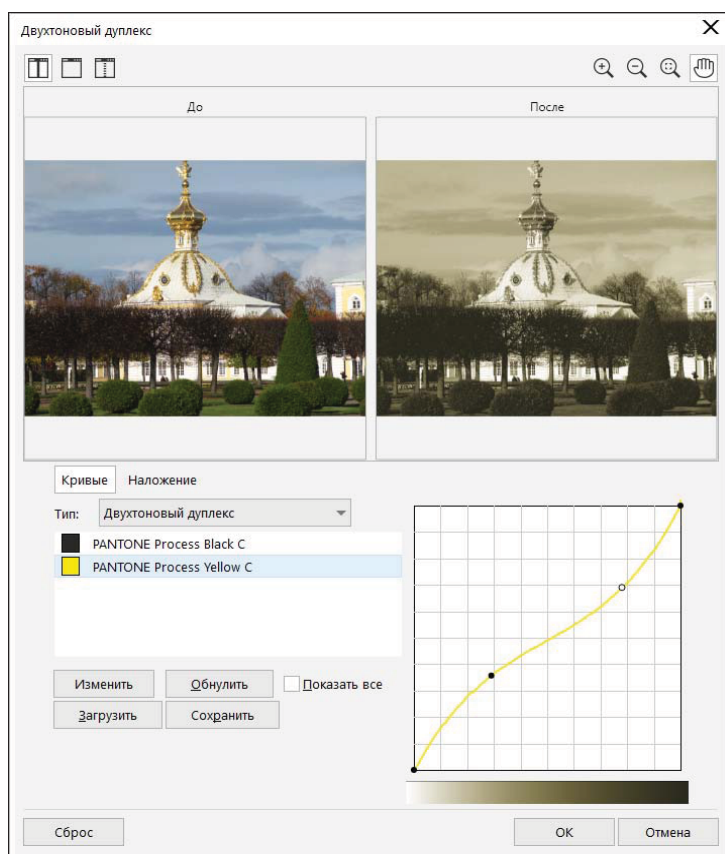 Двухтоновый дуплекс
До
После
Кривые Наложение
Тип: Двухтоновый дуплекс
PANTONE Process Black C
PANTONE Process Yellow C
Изменить Обнулить Показать все
Загрузить Сохранить
Сброс ОК Отмена